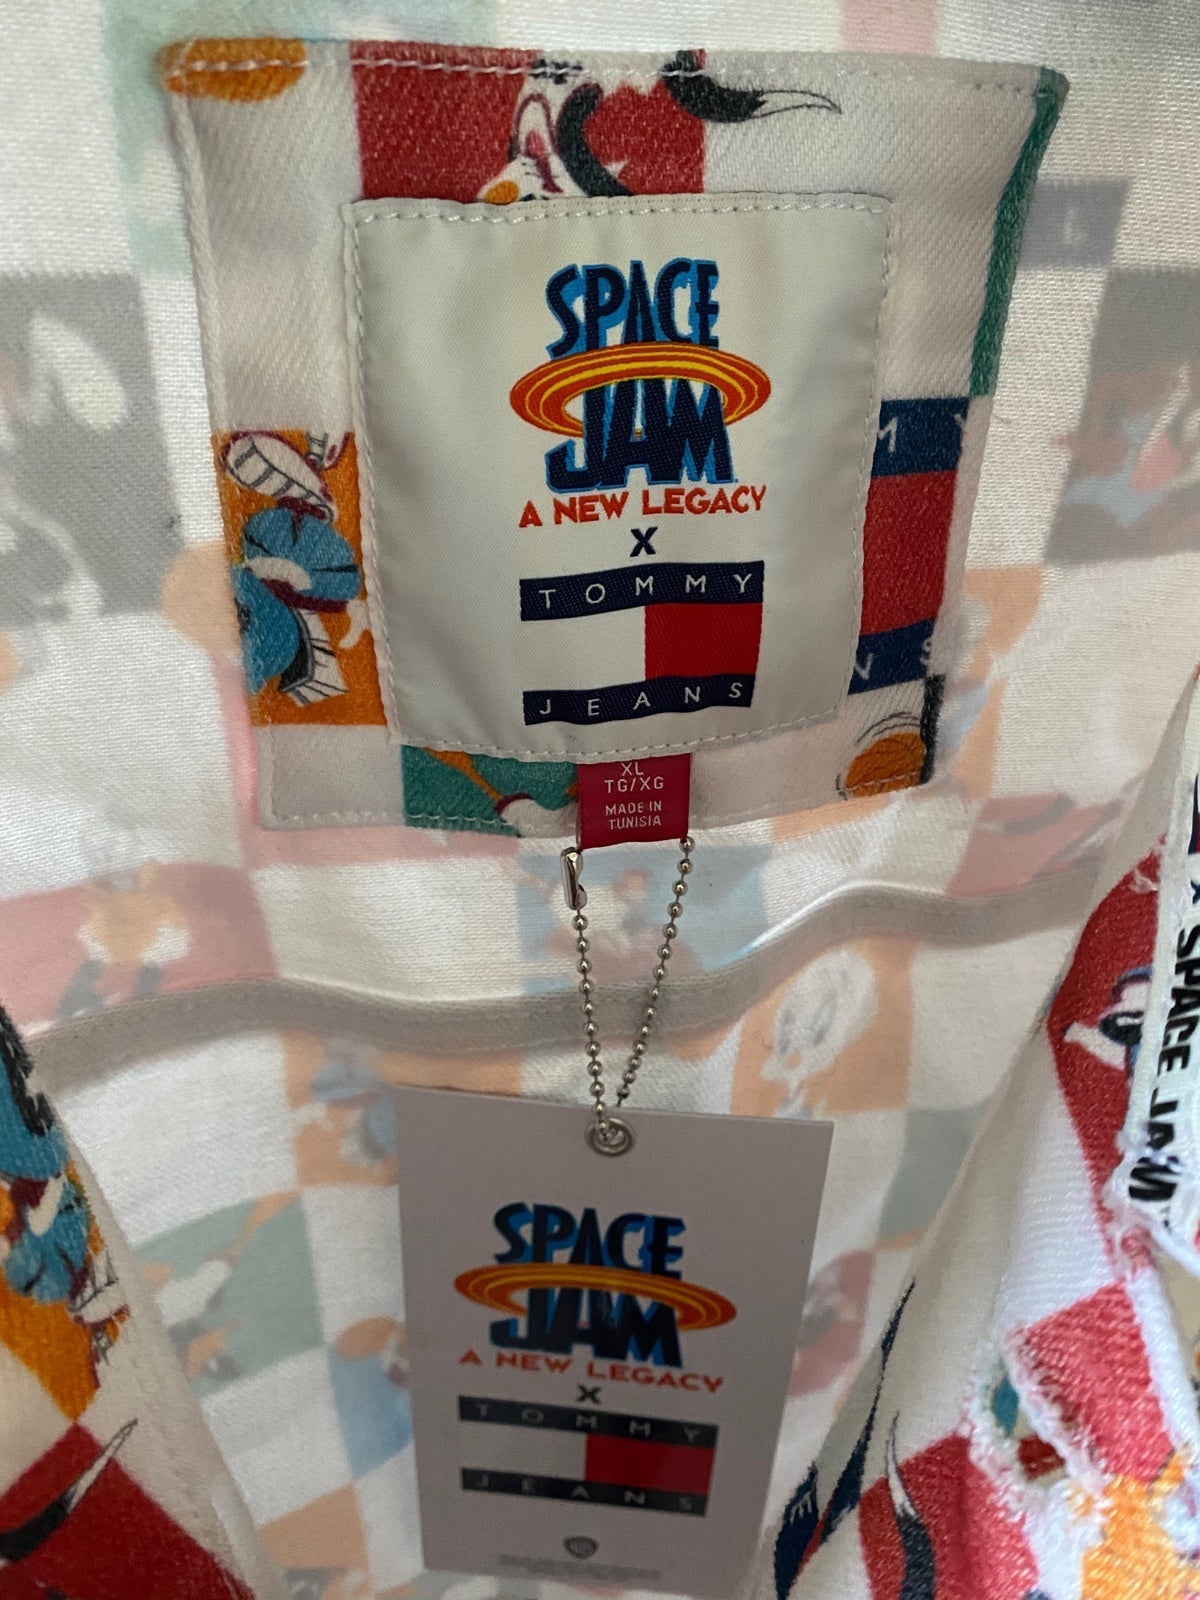 SPACE
JAM
A NEW LEGACY
X
TOMMY
JEANS
XL
TG/XG
MADE IN
TUNISIA
SPACE
JAM
A NEW LEGACY
X
TOMMY
JEANS
L
M Y
N S
X SPACE JAM